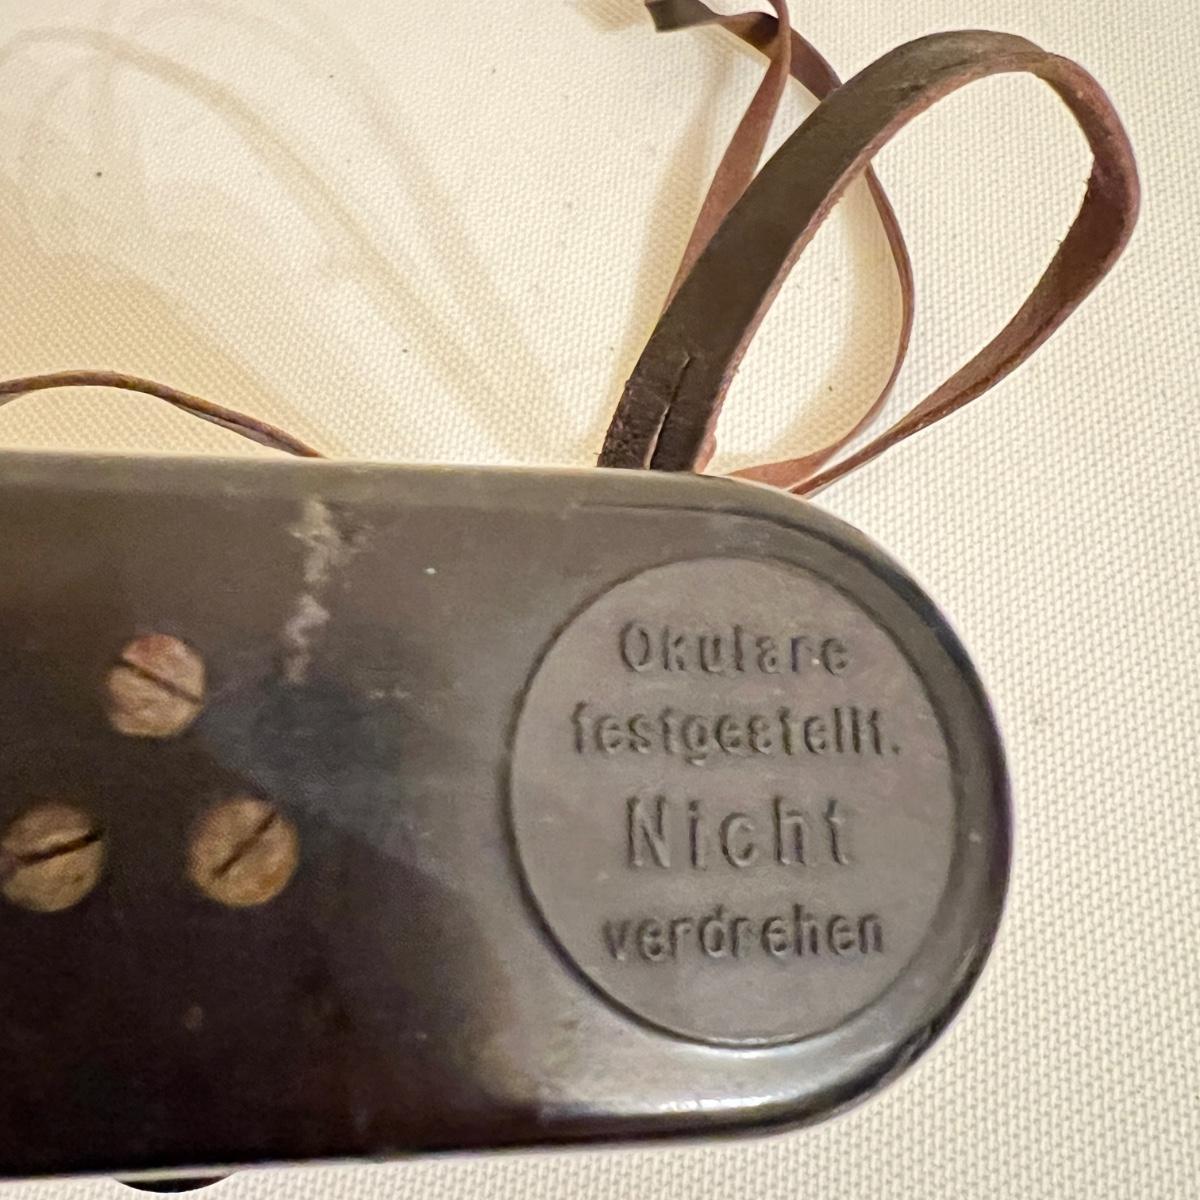 Okulare
festgestellt.
Nicht
verdrehen